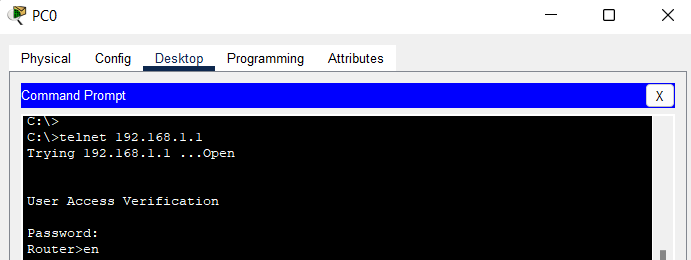 PC0
Physical Config Desktop Programming Attributes
Command Prompt X
C:\>
C:\>telnet 192.168.1.1
Trying 192.168.1.1 ...Open
User Access Verification
Password:
Router>en